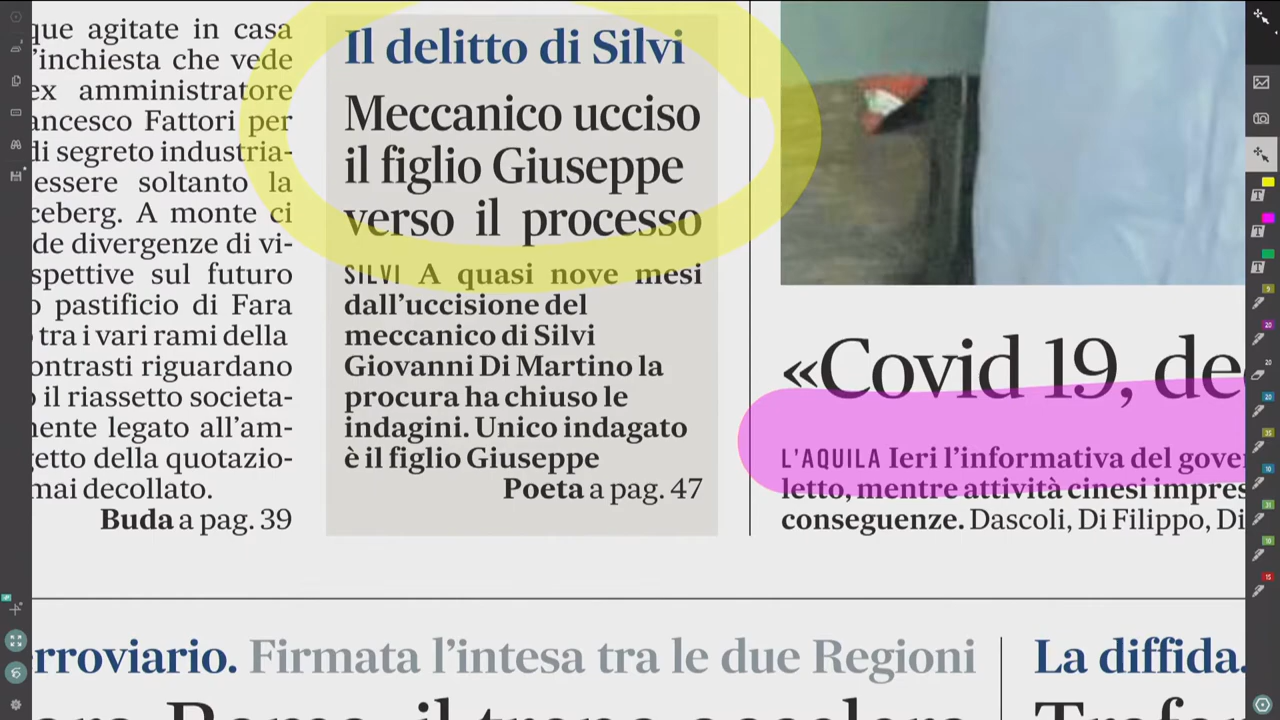 que agitate in casa
l'inchiesta che vede
ex amministratore
ancesco Fattori per
di segreto industria-
essere soltanto la
ceberg. A monte ci
de divergenze di vi-
spettive sul futuro
o pastificio di Fara
tra i vari rami della
ontrasti riguardano
o il riassetto societa-
mente legato all'am-
getto della quotazio-
mai decollato.
Buda a pag. 39
Il delitto di Silvi
Meccanico ucciso
il figlio Giuseppe
verso il processo
SILVI A quasi nove mesi
dall'uccisione del
meccanico di Silvi
Giovanni Di Martino la
procura ha chiuso le
indagini. Unico indagato
è il figlio Giuseppe
Poeta a pag. 47
«Covid 19, de
L'AQUILA Ieri l'informativa del gove
letto, mentre attività cinesi impres
conseguenze. Dascoli, Di Filippo, Di
rroviario. Firmata l'intesa tra le due Regioni
La diffida.